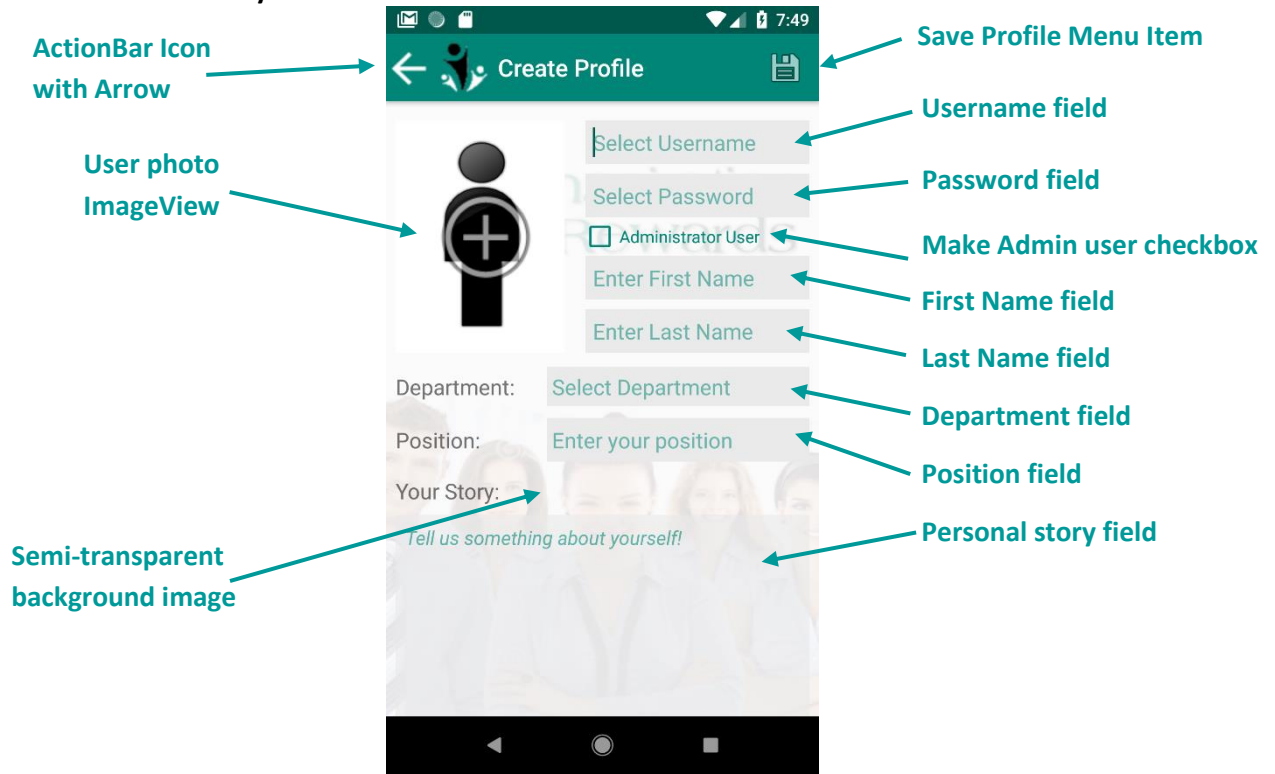 7:49
ActionBar Icon
with Arrow
Create Profile
Save Profile Menu Item
Username field
Select Username
User photo
ImageView
Select Password
Password field
Rewards
Administrator User
Make Admin user checkbox
Enter First Name
First Name field
Enter Last Name
Last Name field
Department:
Select Department
Department field
Position:
Enter your position
Position field
Your Story:
Tell us something about yourself!
Personal story field
Semi-transparent
background image